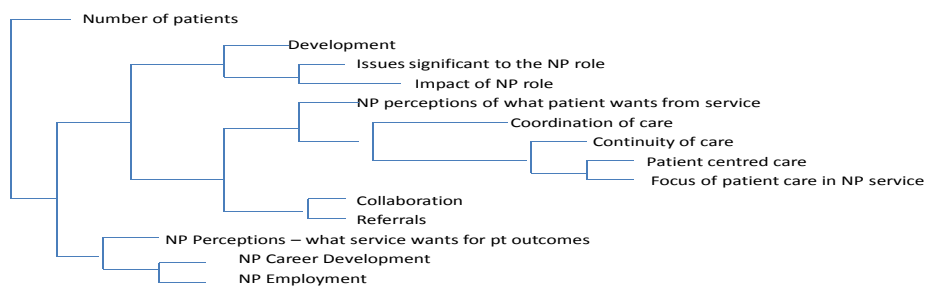 Number of patients
Development
Issues significant to the NP role
Impact of NP role
NP perceptions of what patient wants from service
Coordination of care
Continuity of care
Patient centred care
Focus of patient care in NP service
Collaboration
Referrals
NP Perceptions – what service wants for pt outcomes
NP Career Development
NP Employment